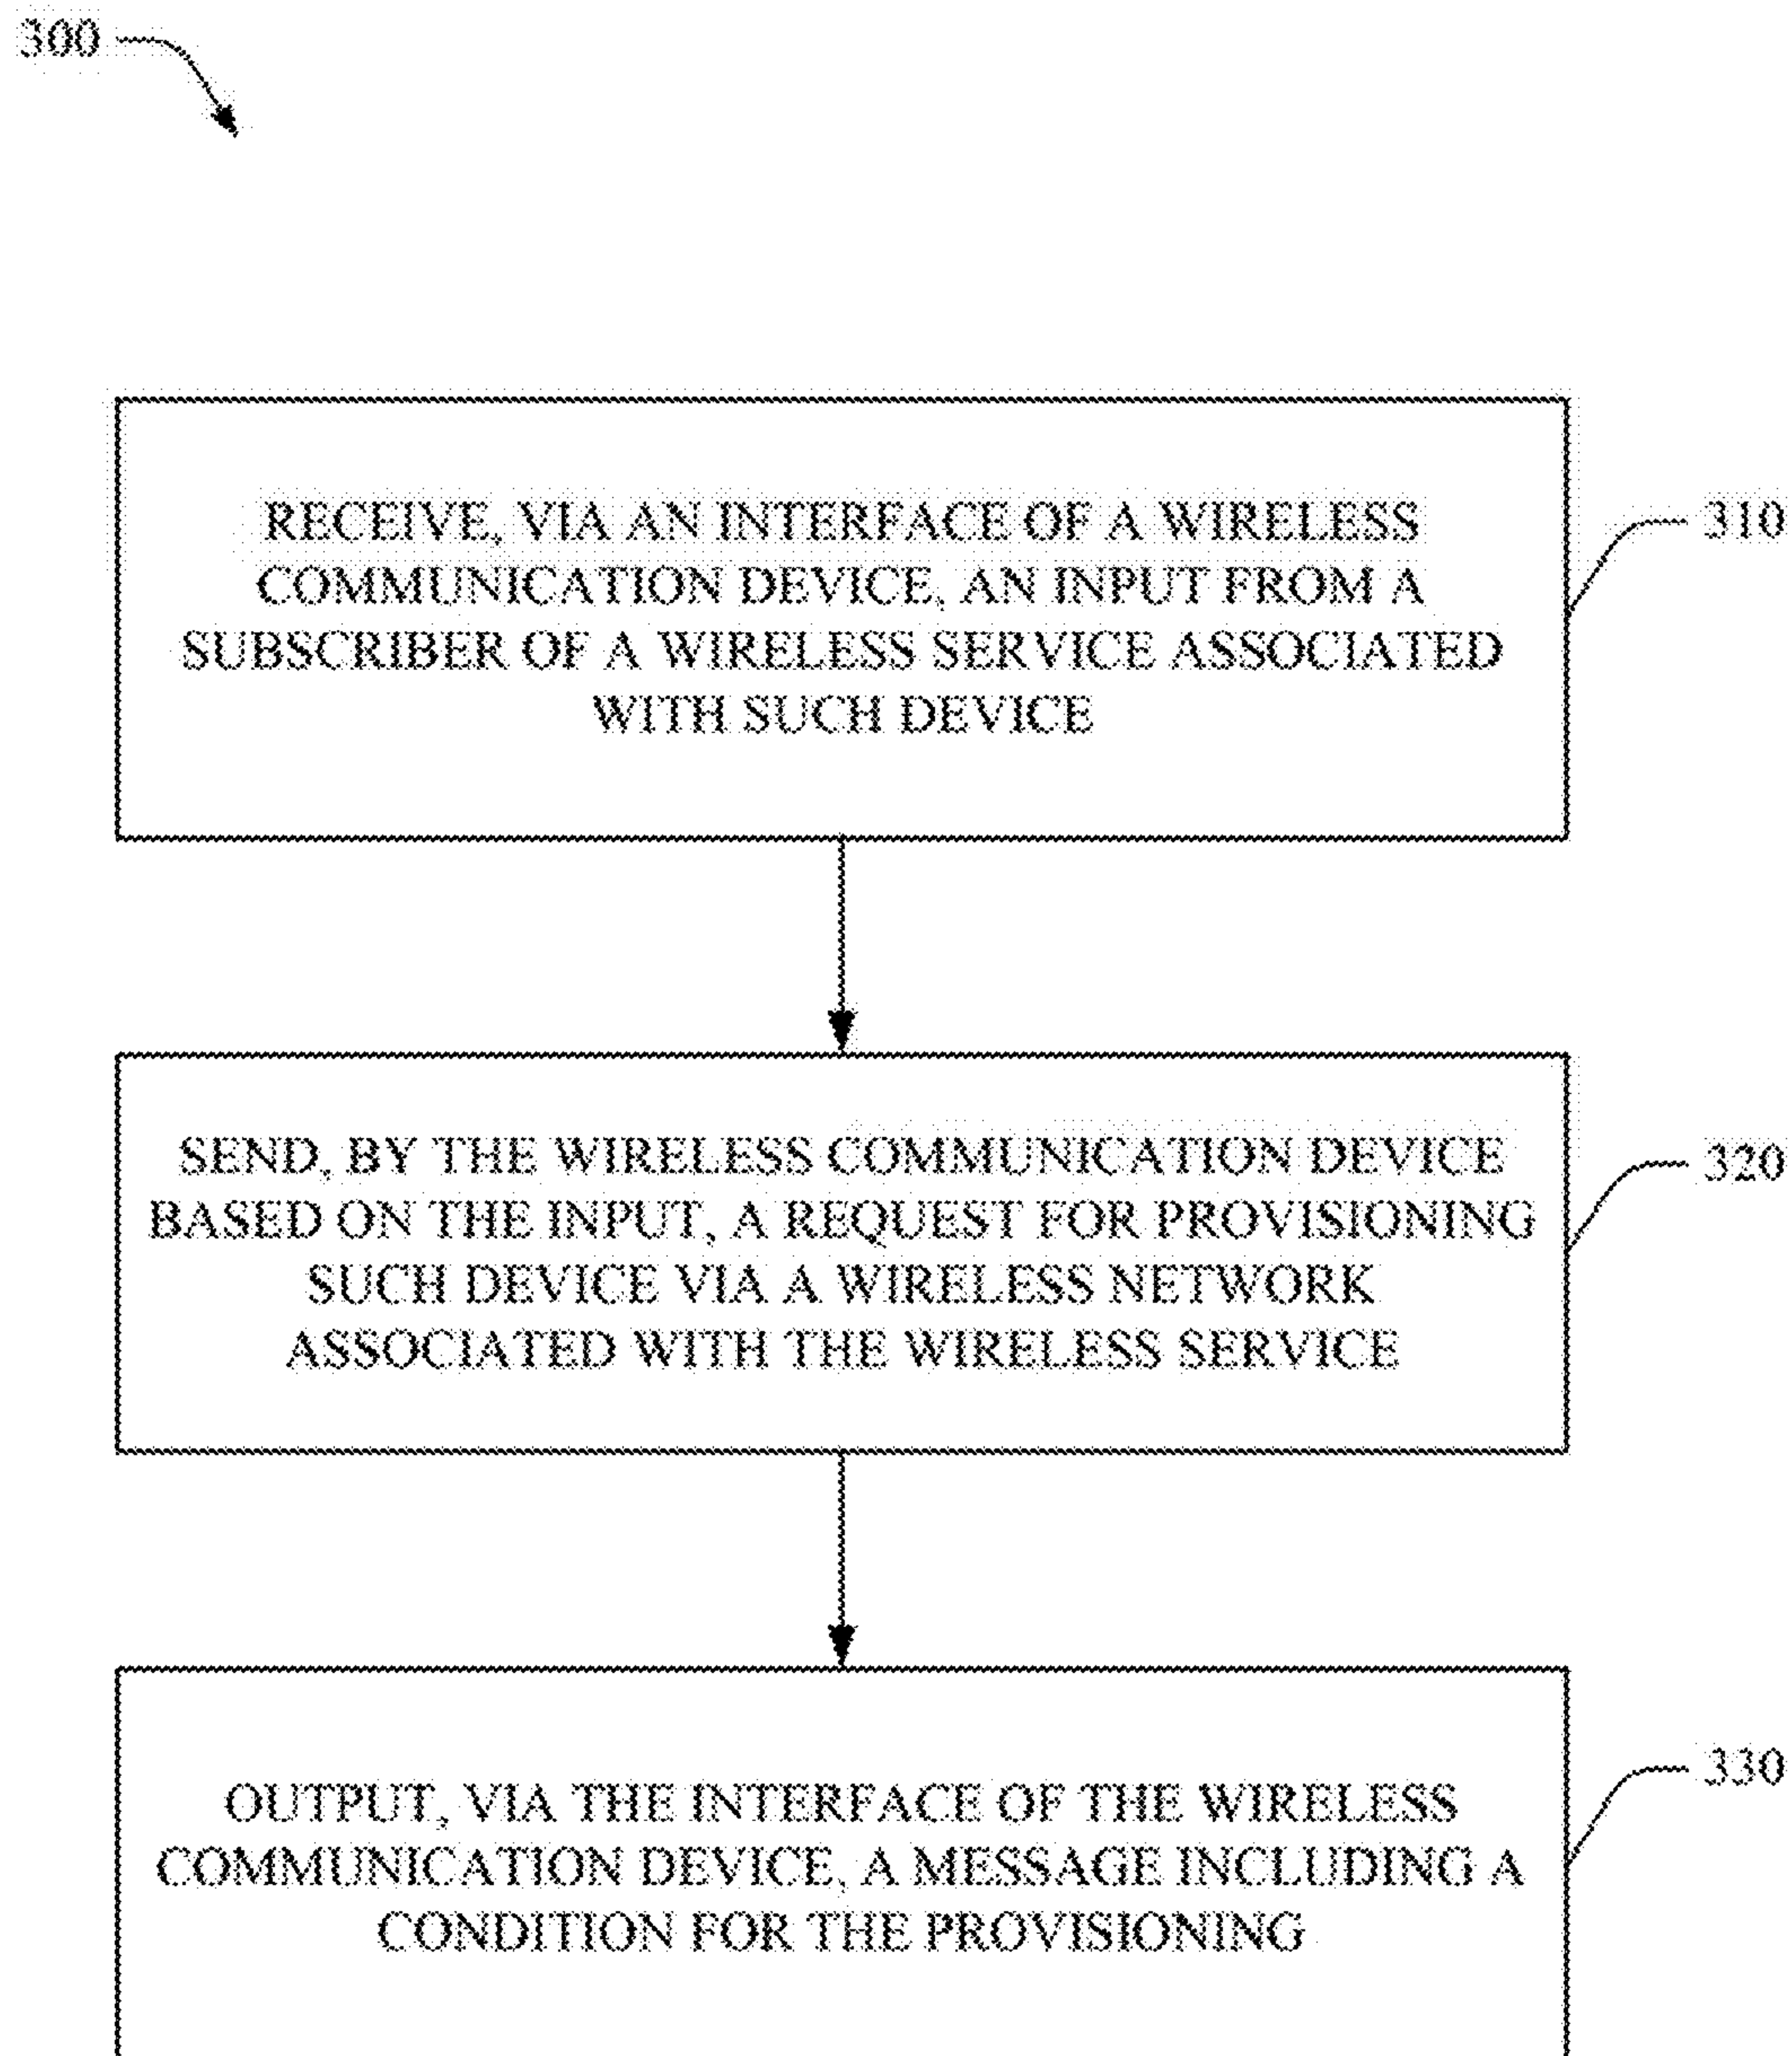 300
RECEIVE, VIA AN INTERFACE OF A WIRELESS
COMMUNICATION DEVICE, AN INPUT FROM A
SUBSCRIBER OF A WIRELESS SERVICE ASSOCIATED
WITH SUCH DEVICE
310
SEND, BY THE WIRELESS COMMUNICATION DEVICE
BASED ON THE INPUT, A REQUEST FOR PROVISIONING
SUCH DEVICE VIA A WIRELESS NETWORK
ASSOCIATED WITH THE WIRELESS SERVICE
320
OUTPUT, VIA THE INTERFACE OF THE WIRELESS
COMMUNICATION DEVICE, A MESSAGE INCLUDING A
CONDITION FOR THE PROVISIONING
330